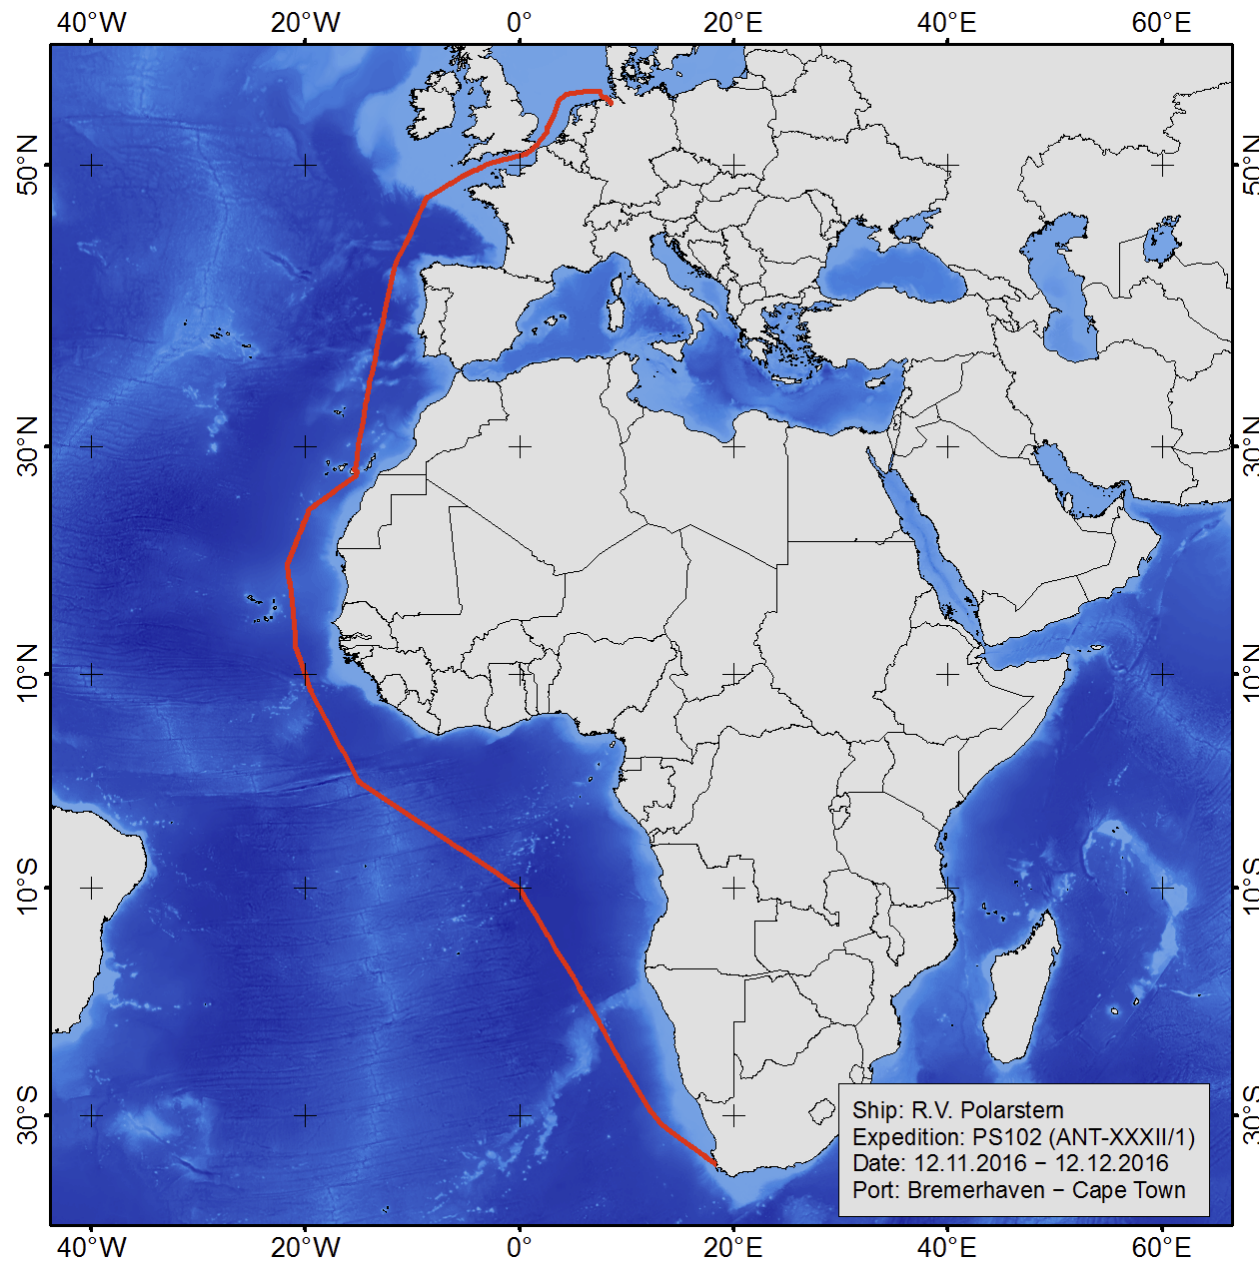 40°W 20°W 0° 20°E 40°E 60°E
50°N 50°N
30°N 30°N
10°N 10°N
10°S 10°S
30°S 30°S
Ship: R.V. Polarstern
Expedition: PS102 (ANT-XXXII/1)
Date: 12.11.2016 − 12.12.2016
Port: Bremerhaven − Cape Town
40°W 20°W 0° 20°E 40°E 60°E